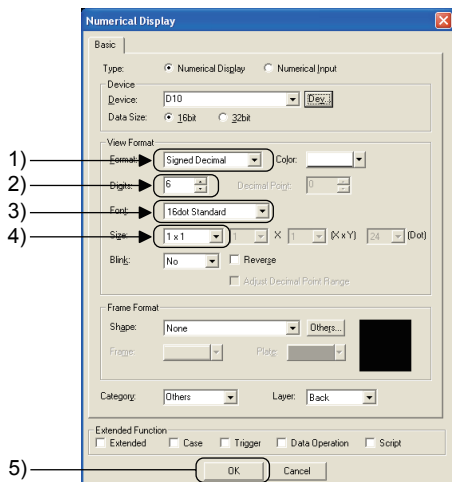 Numerical Display
Basic
Type: Numerical Display Numerical Input
Device
Device: D10 Dev..
Data Size: 16bit 32bit
View Format
1) Format: Signed Decimal Color:
2) Digits: 6 Decimal Point: 0
3) Font: 16dot Standard
4) Size: 1 x 1 1 X 1 (X x Y) 24 (Dot)
Blink: No Reverse
Adjust Decimal Point Range
Frame Format
Shape: None Others...
Frame: Plate:
Category: Others Layer: Back
Extended Function
Extended Case Trigger Data Operation Script
5) OK Cancel